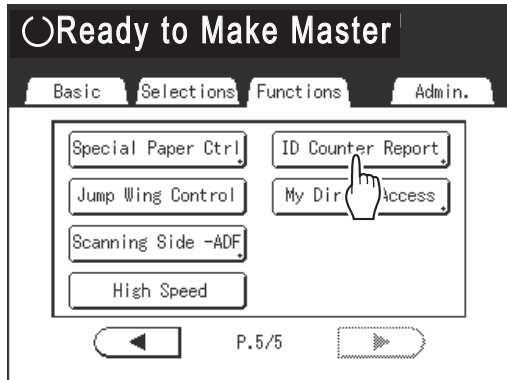 Ready to Make Master
Basic Selections Functions Admin.
Special Paper Ctrl ID Counter Report
Jump Wing Control My Dir Access
Scanning Side -ADF
High Speed
P.5/5